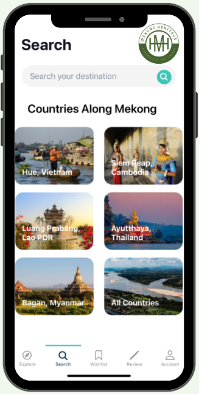 Search
HMH
Search your destination
Countries Along Mekong
Hue, Vietnam
Siem Reap,
Cambodia
Luang Prabang,
Lao PDR
Ayutthaya,
Thailand
Bagan, Myanmar
All Countries
Explore
Search
Wishlist
Review
Account